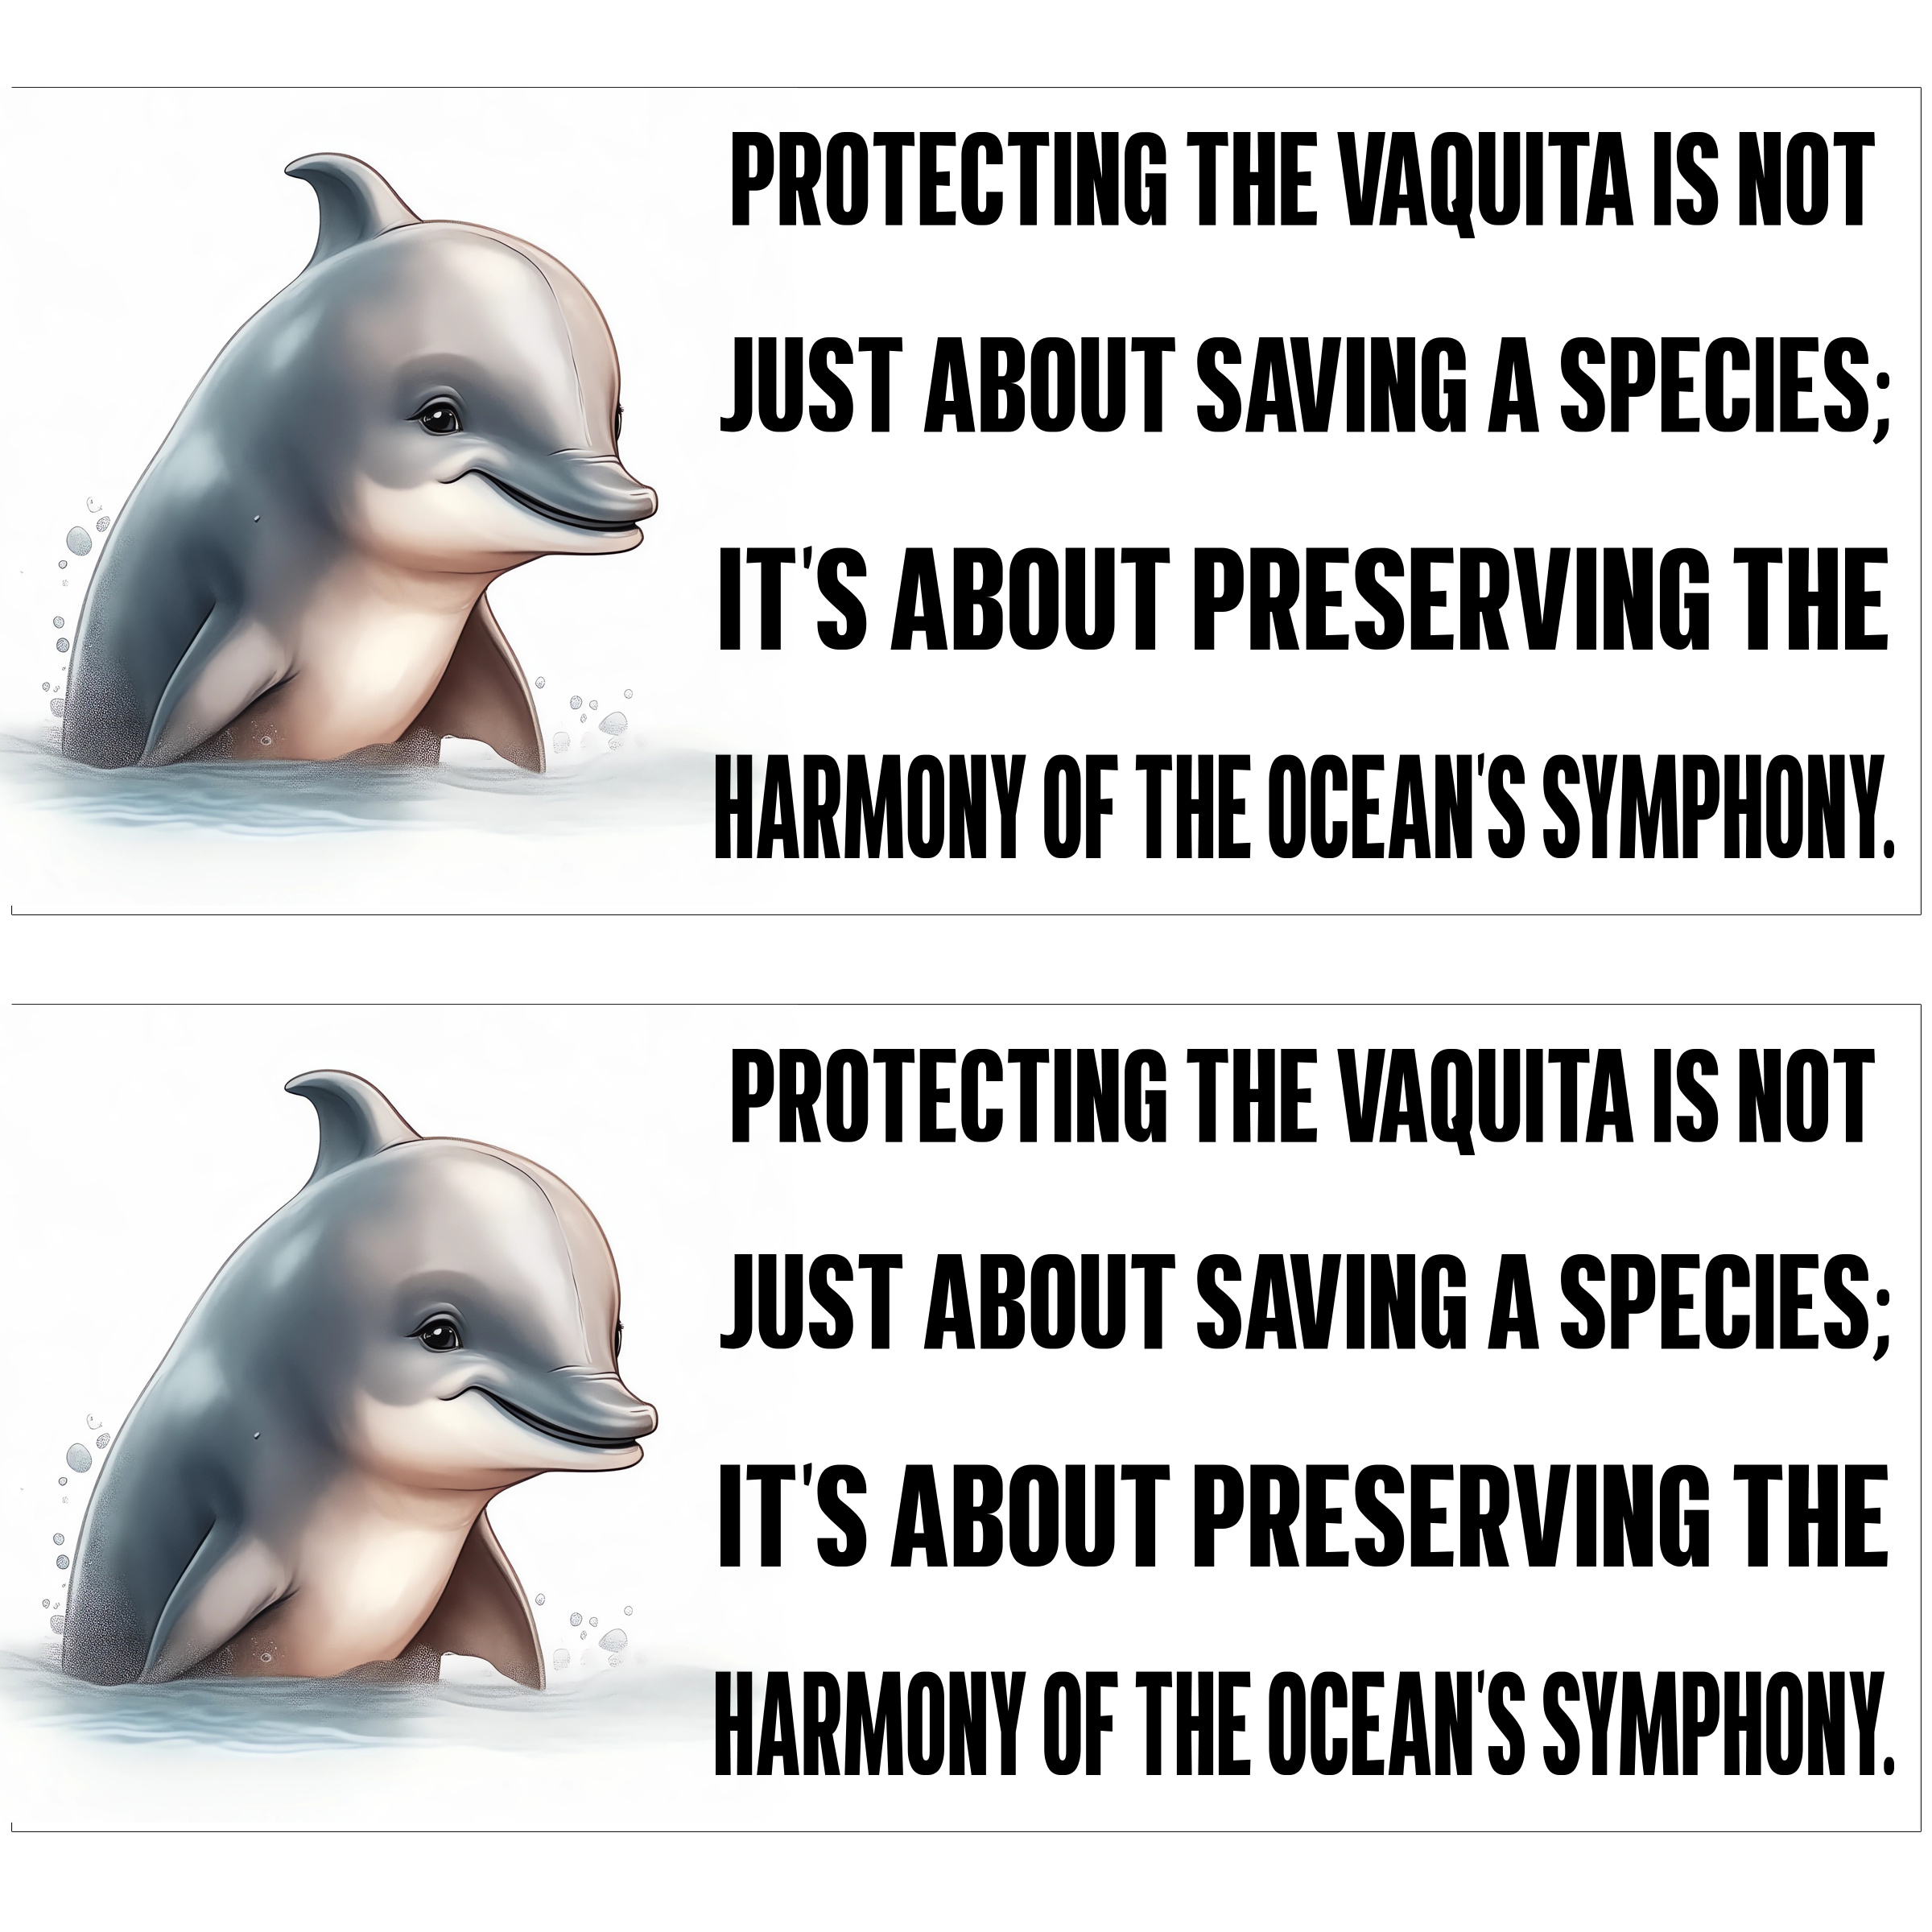 PROTECTING THE VAQUITA IS NOT
JUST ABOUT SAVING A SPECIES;
IT'S ABOUT PRESERVING THE
HARMONY OF THE OCEAN'S SYMPHONY.
PROTECTING THE VAQUITA IS NOT
JUST ABOUT SAVING A SPECIES;
IT'S ABOUT PRESERVING THE
HARMONY OF THE OCEAN'S SYMPHONY.